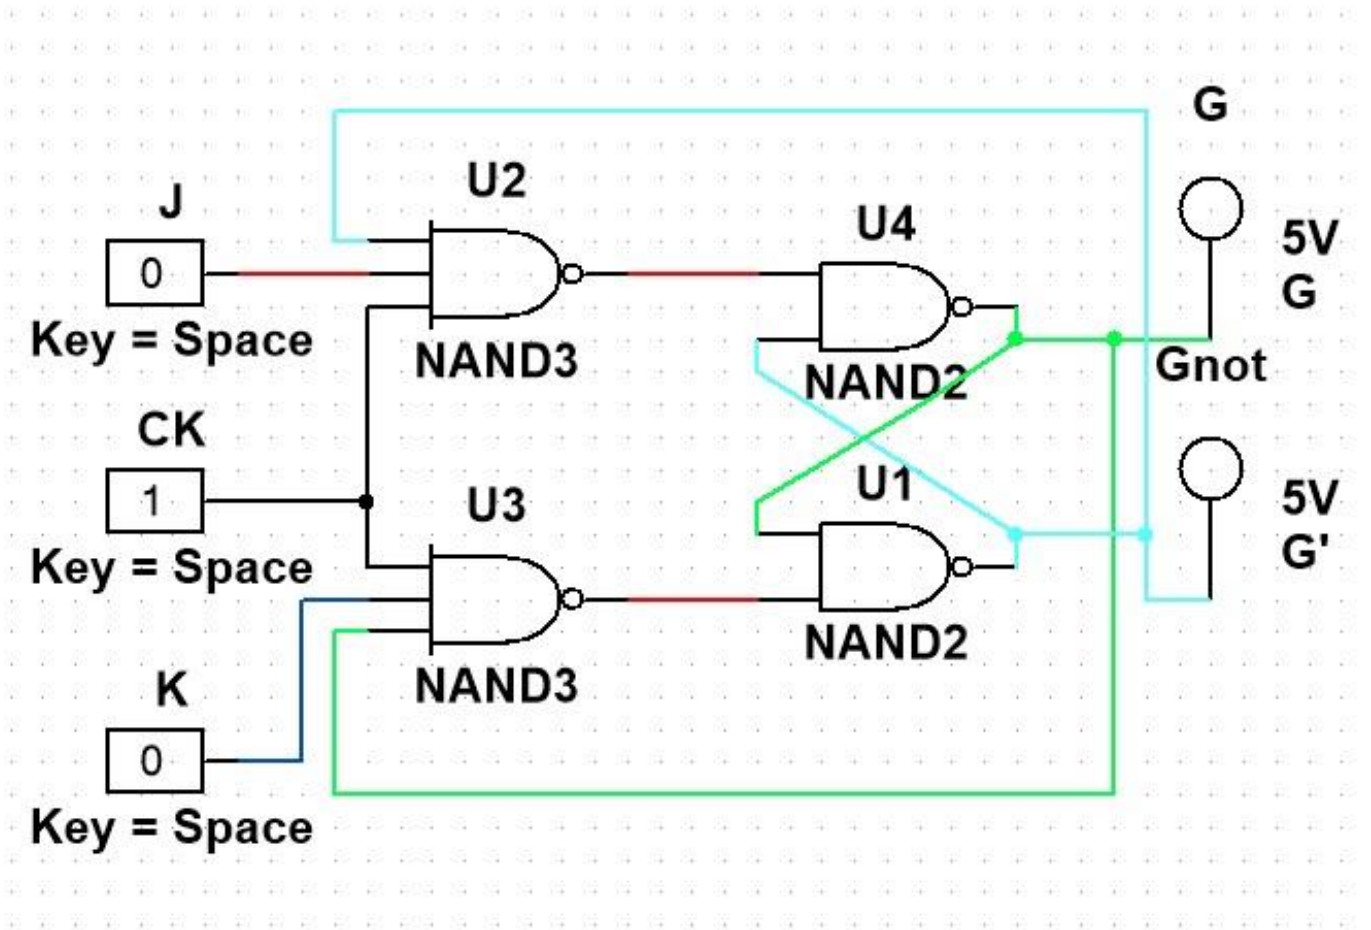 G
U2
J
U4
0
5V
G
Key = Space
NAND3
Gnot
NAND2
CK
U1
1
U3
5V
G'
Key = Space
NAND2
K
NAND3
0
Key = Space